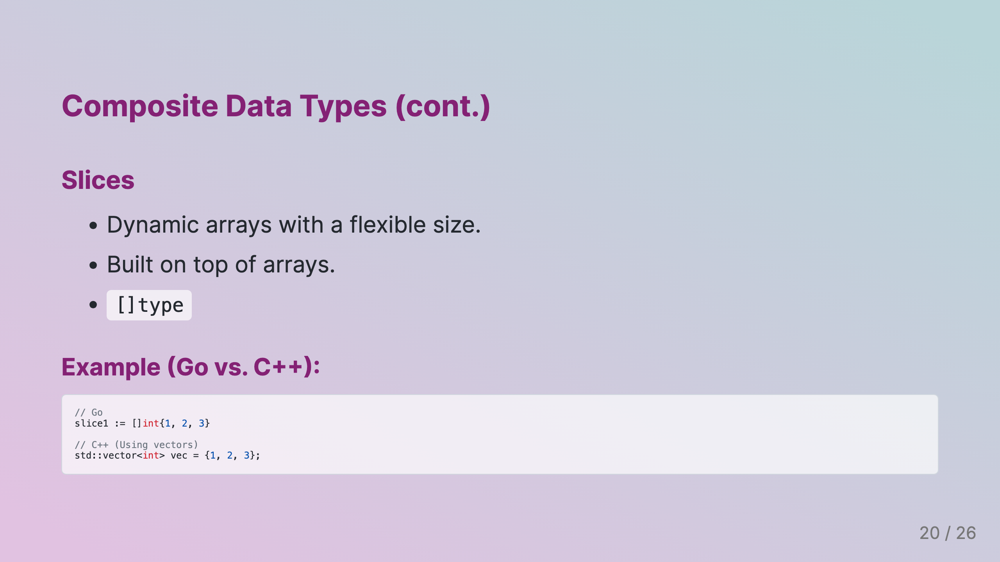 Composite Data Types (cont.)
Slices
• Dynamic arrays with a flexible size.
• Built on top of arrays.
• []type
Example (Go vs. C++):
// Go
slice1 := []int{1, 2, 3}
// C++ (Using vectors)
std::vector<int> vec = {1, 2, 3};
20 / 26